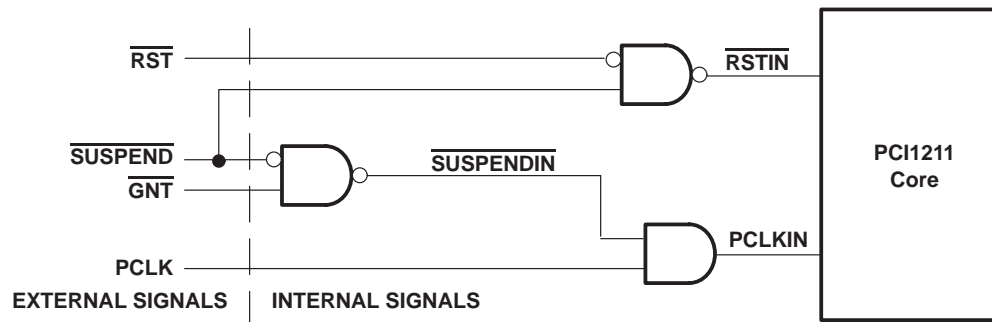 RST
RSTIN
SUSPEND
GNT
SUSPENDIN
PCI1211
Core
PCLK
PCLKIN
EXTERNAL SIGNALS
INTERNAL SIGNALS